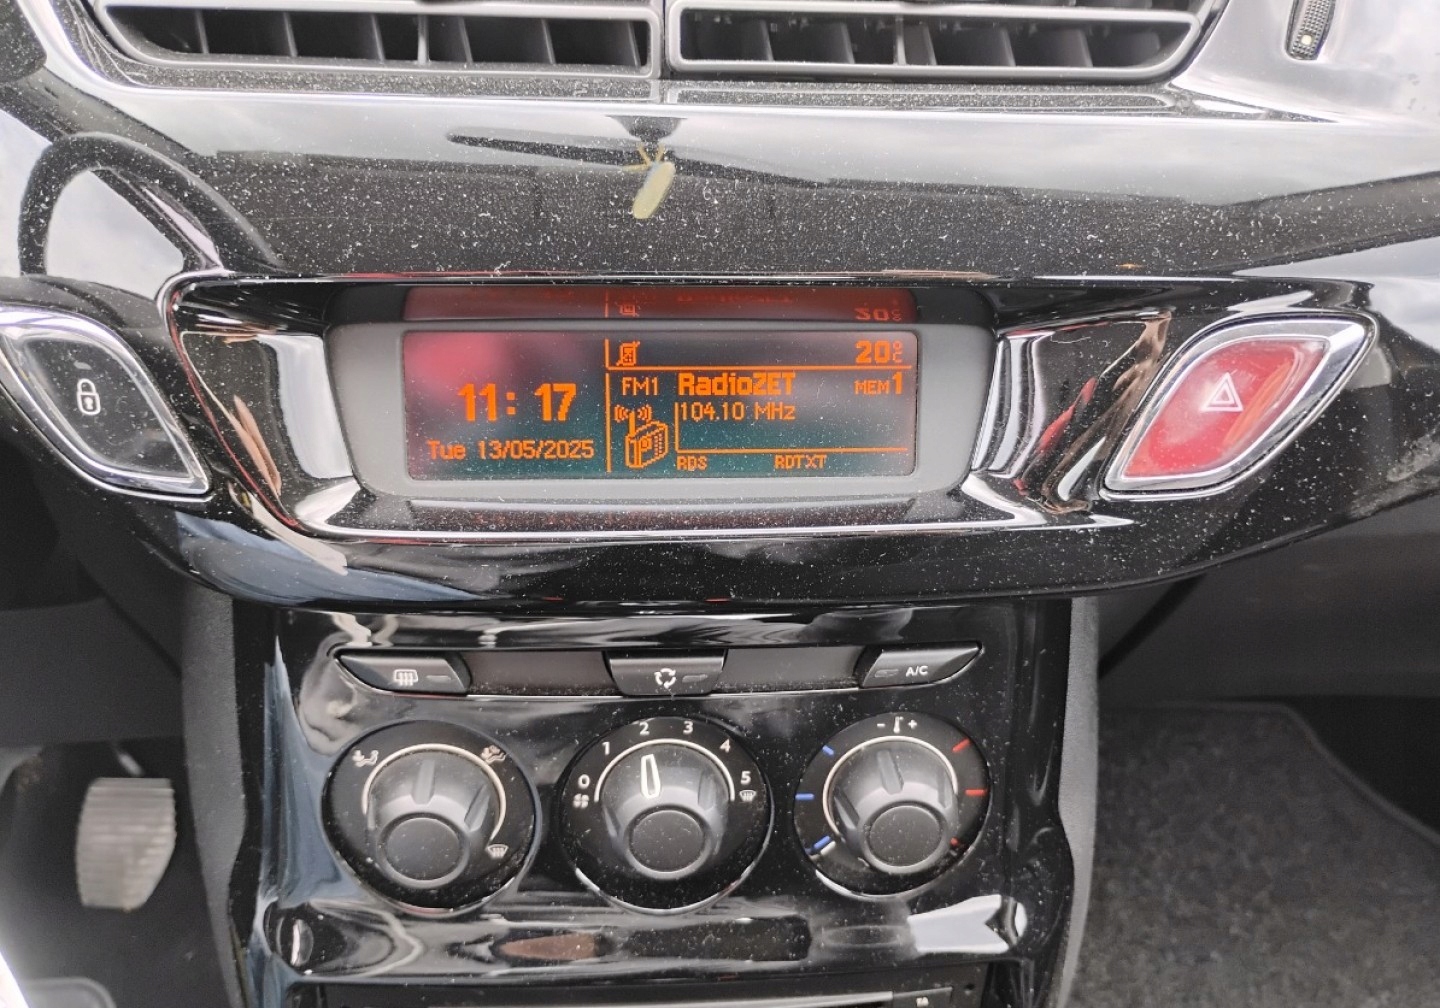 20°C
FM1 RadioZET MEM1
11:17
104.10 MHz
Tue 13/05/2025
RDS RDTXT
A/C
- +
0 1 2 3 4 5